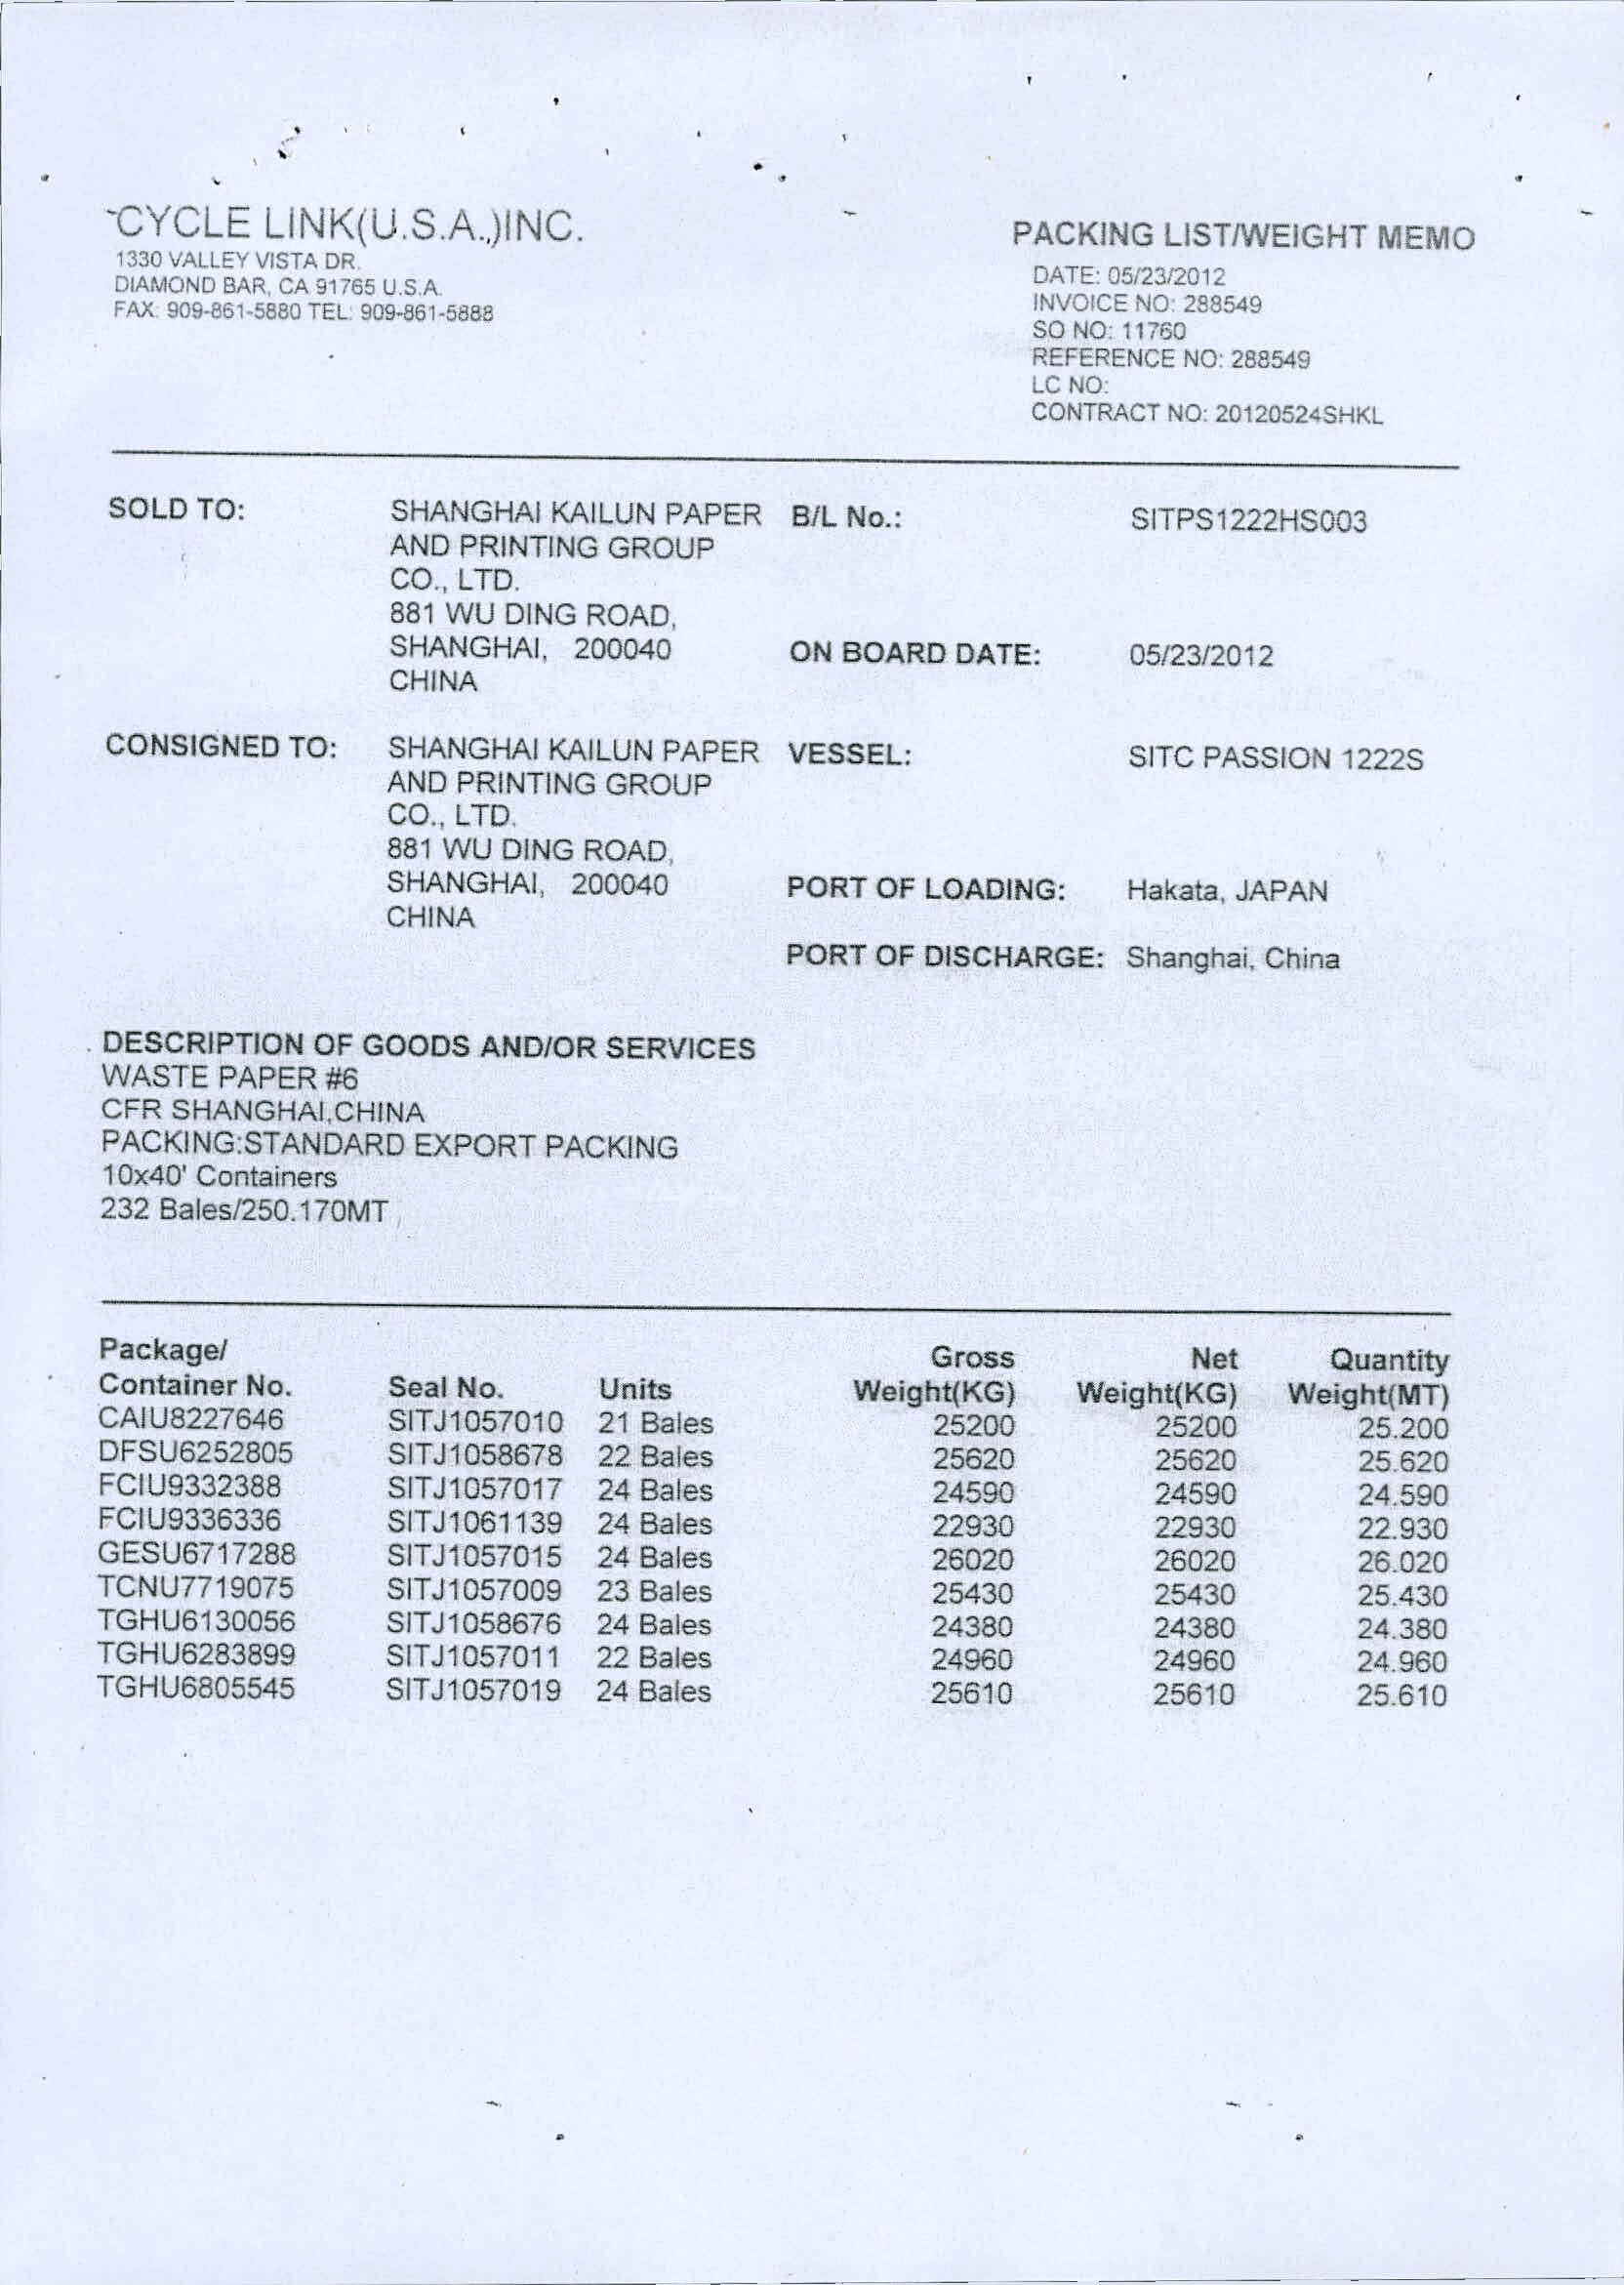 CYCLE LINK(U.S.A.,)INC.
1330 VALLEY VISTA DR.
DIAMOND BAR, CA 91765 U.S.A.
FAX: 909-861-5880 TEL: 909-861-5888
PACKING LIST/WEIGHT MEMO
DATE: 05/23/2012
INVOICE NO: 288549
SO NO: 11760
REFERENCE NO: 288549
LC NO:
CONTRACT NO: 20120524SHKL
SOLD TO: SHANGHAI KAILUN PAPER
AND PRINTING GROUP
CO., LTD.
881 WU DING ROAD,
SHANGHAI, 200040
CHINA
B/L No.: SITPS1222HS003
ON BOARD DATE: 05/23/2012
CONSIGNED TO: SHANGHAI KAILUN PAPER
AND PRINTING GROUP
CO., LTD.
881 WU DING ROAD,
SHANGHAI, 200040
CHINA
VESSEL: SITC PASSION 1222S
PORT OF LOADING: Hakata, JAPAN
PORT OF DISCHARGE: Shanghai, China
DESCRIPTION OF GOODS AND/OR SERVICES
WASTE PAPER #6
CFR SHANGHAI,CHINA
PACKING:STANDARD EXPORT PACKING
10x40' Containers
232 Bales/250.170MT
Package/ Gross Net Quantity
Container No. Seal No. Units Weight(KG) Weight(KG) Weight(MT)
CAIU8227646 SITJ1057010 21 Bales 25200 25200 25.200
DFSU6252805 SITJ1058678 22 Bales 25620 25620 25.620
FCIU9332388 SITJ1057017 24 Bales 24590 24590 24.590
FCIU9336336 SITJ1061139 24 Bales 22930 22930 22.930
GESU6717288 SITJ1057015 24 Bales 26020 26020 26.020
TCNU7719075 SITJ1057009 23 Bales 25430 25430 25.430
TGHU6130056 SITJ1058676 24 Bales 24380 24380 24.380
TGHU6283899 SITJ1057011 22 Bales 24960 24960 24.960
TGHU6805545 SITJ1057019 24 Bales 25610 25610 25.610